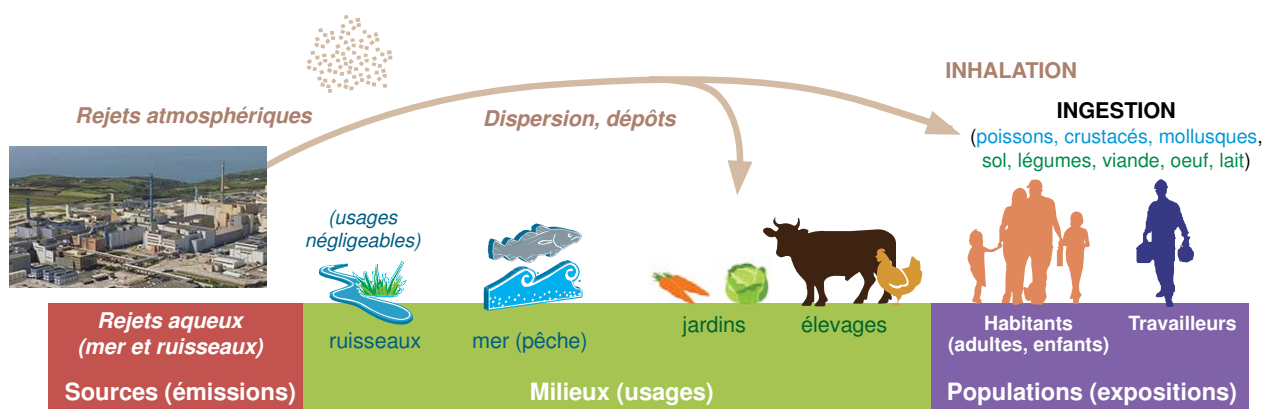 INHALATION
Rejets atmosphériques
Dispersion, dépôts
INGESTION
(poissons, crustacés, mollusques,
sol, légumes, viande, oeuf, lait)
(usages
négligeables)
ruisseaux
mer (pêche)
jardins
élevages
Rejets aqueux
(mer et ruisseaux)
Habitants
(adultes, enfants)
Travailleurs
Sources (émissions)
Milieux (usages)
Populations (expositions)